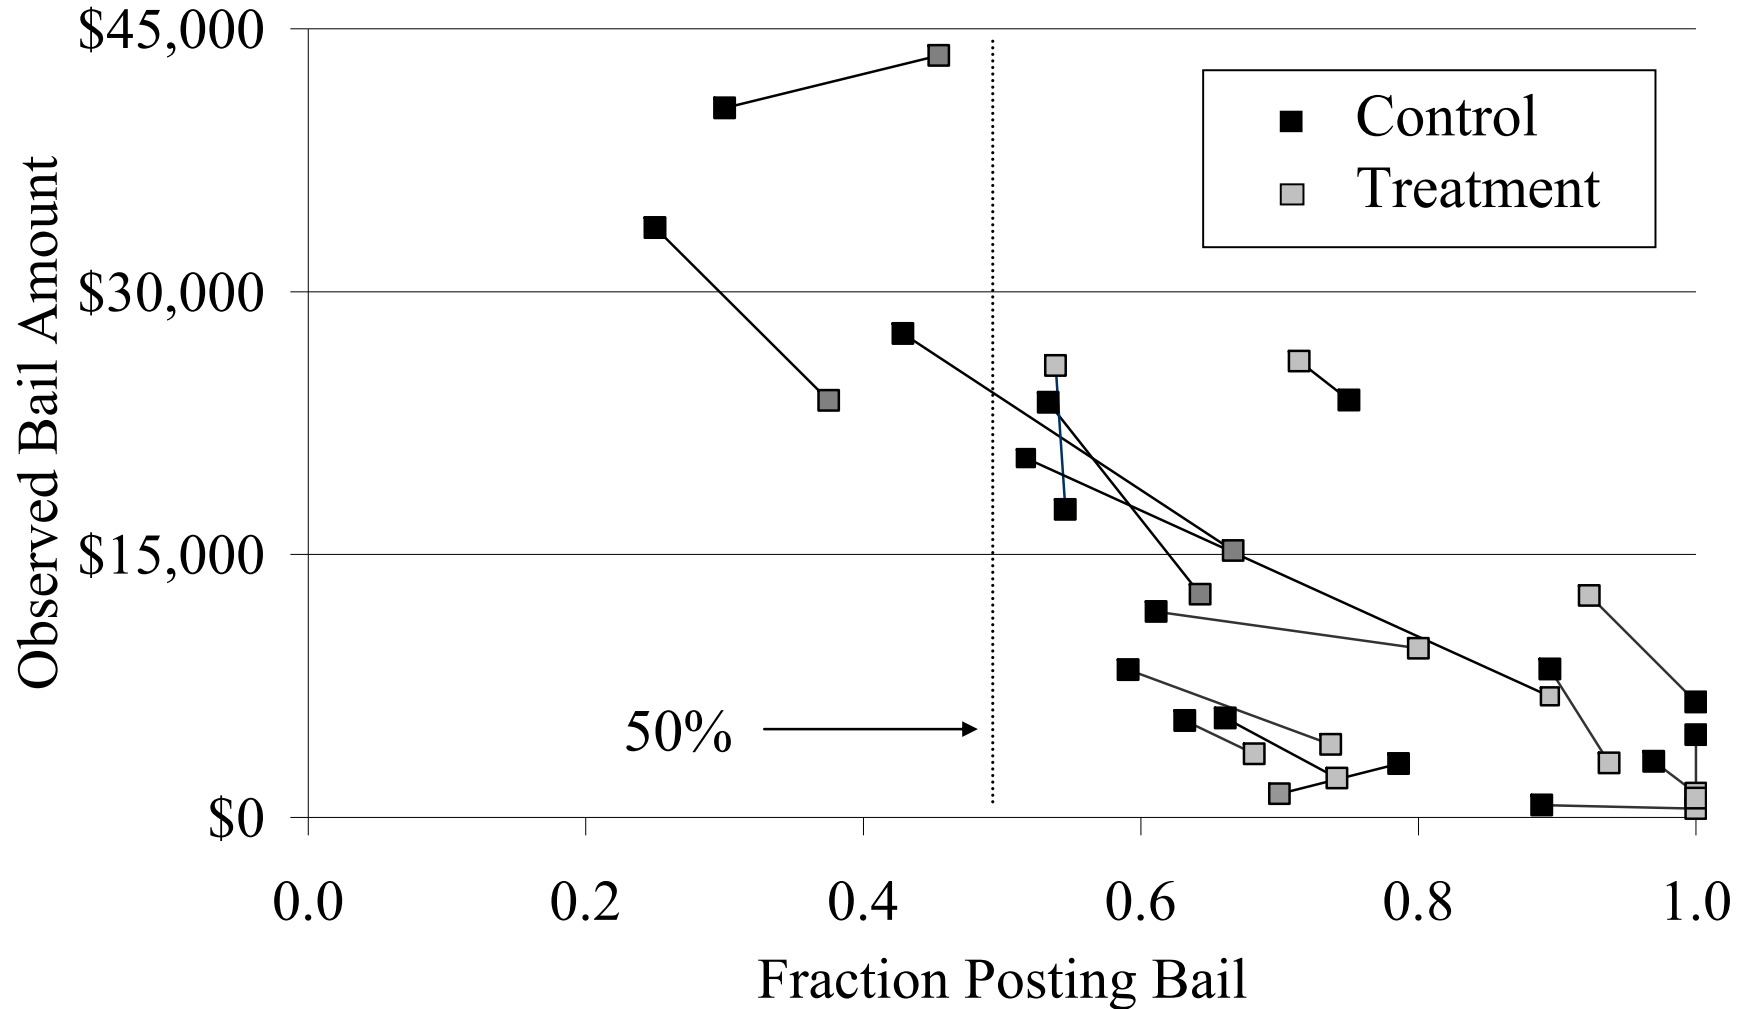 $45,000
$30,000
$15,000
$0
Observed Bail Amount
Control
Treatment
50%
0.0 0.2 0.4 0.6 0.8 1.0
Fraction Posting Bail